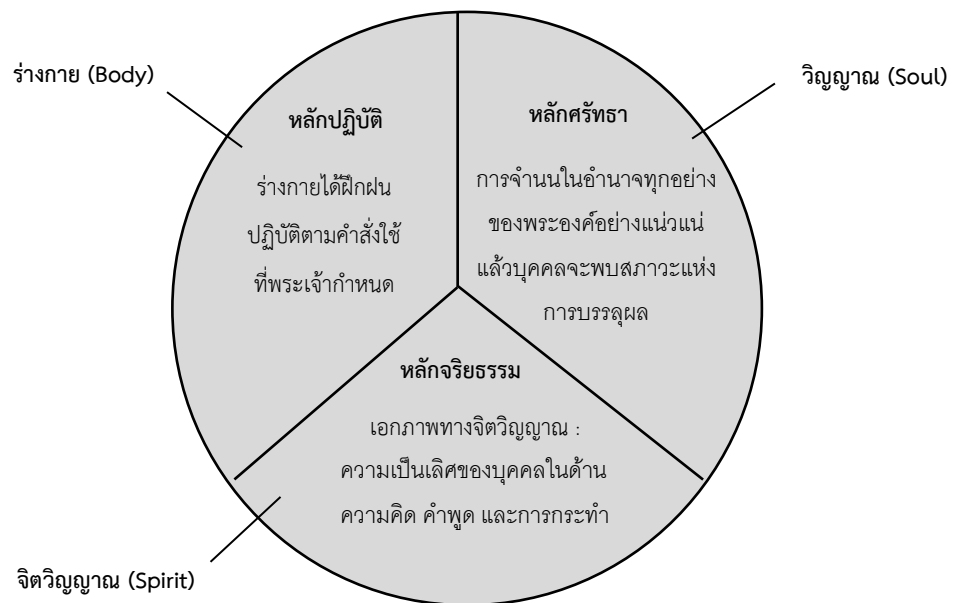 ร่างกาย (Body)
วิญญาณ (Soul)
หลักปฏิบัติ
ร่างกายได้ฝึกฝน
ปฏิบัติตามคำสั่งใช้
ที่พระเจ้ากำหนด
หลักศรัทธา
การจำนนในอำนาจทุกอย่าง
ของพระองค์อย่างแน่วแน่
แล้วบุคคลจะพบสภาวะแห่ง
การบรรลุผล
หลักจริยธรรม
เอกภาพทางจิตวิญญาณ :
ความเป็นเลิศของบุคคลในด้าน
ความคิด คำพูด และการกระทำ
จิตวิญญาณ (Spirit)